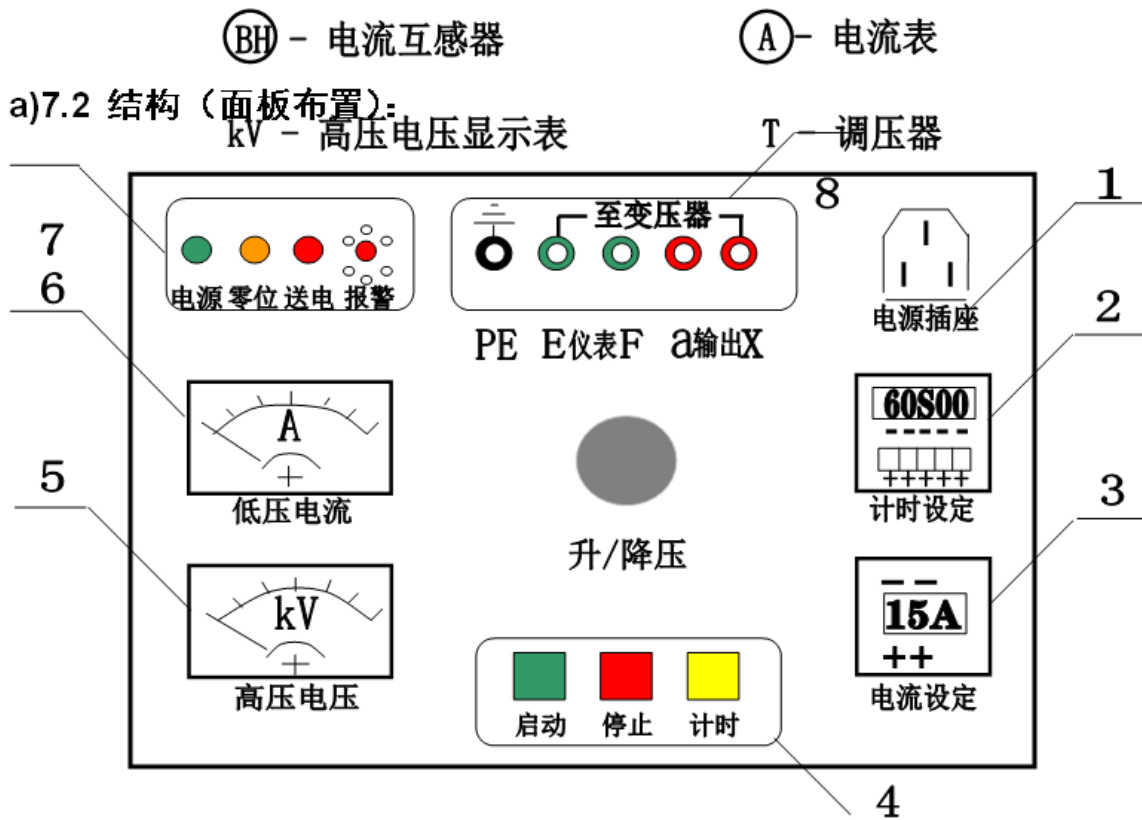 BH - 电流互感器
A - 电流表
a)7.2 结构（面板布置）:
kV - 高压电压显示表
T - 调压器
8
1
至变压器
7
电源 零位 送电 报警
电源插座
6
PE E仪表F a输出X
2
60S00
A
5
低压电流
计时设定
3
升/降压
kV
15A
++
高压电压
电流设定
启动 停止 计时
4